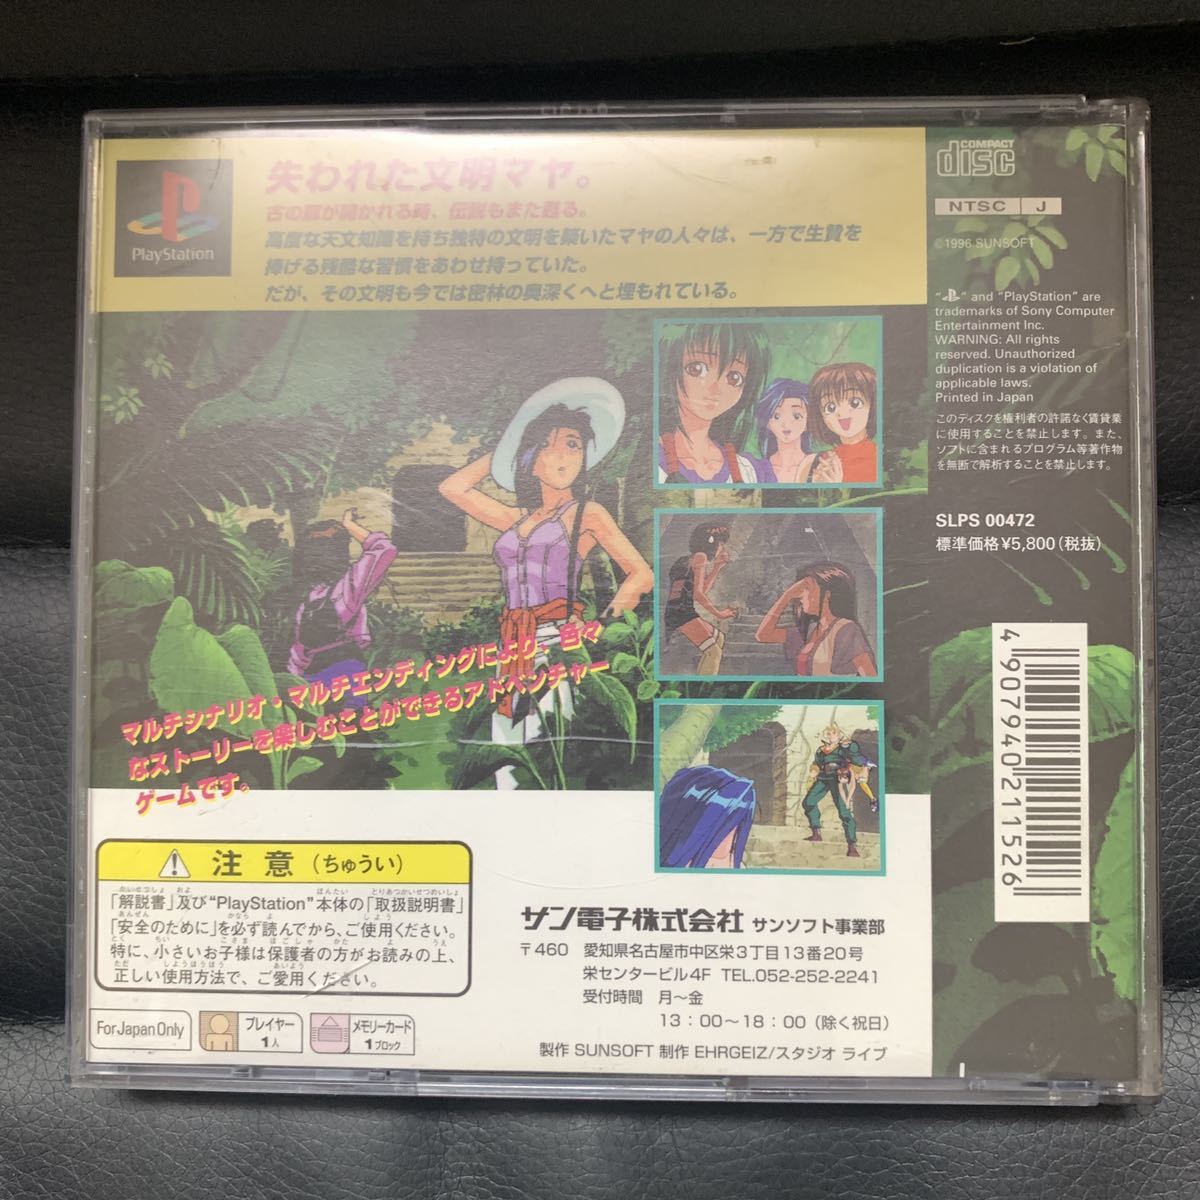 PlayStation
失われた文明マヤ。
古の扉が開かれる時、伝説もまた甦る。
高度な天文知識を持ち独特の文明を築いたマヤの人々は、一方で生贄を
捧げる残酷な習慣をあわせ持っていた。
だが、その文明も今では密林の奥深くへと埋もれている。
マルチシナリオ・マルチエンディングにより、色々
なストーリーを楽しむことができるアドベンチャー
ゲームです。
COMPACT
disc
NTSC J
©1996 SUNSOFT
" " and "PlayStation" are
trademarks of Sony Computer
Entertainment Inc.
WARNING: All rights
reserved. Unauthorized
duplication is a violation of
applicable laws.
Printed in Japan
このディスクを権利者の許諾なく賃貸業
に使用することを禁止します。また、
ソフトに含まれるプログラム等著作物
を無断で解析することを禁止します。
SLPS 00472
標準価格¥5,800(税抜)
4907940211526
注意(ちゅうい)
「解説書」及び"PlayStation"本体の「取扱説明書」
「安全のために」を必ず読んでから、ご使用ください。
特に、小さいお子様は保護者の方がお読みの上、
正しい使用方法で、ご愛用ください。
For Japan Only
プレイヤー
1人
メモリーカード
1ブロック
サン電子株式会社 サンソフト事業部
〒460 愛知県名古屋市中区栄3丁目13番20号
栄センタービル4F TEL.052-252-2241
受付時間 月〜金
13:00〜18:00(除く祝日)
製作 SUNSOFT 制作 EHRGEIZ/スタジオ ライブ